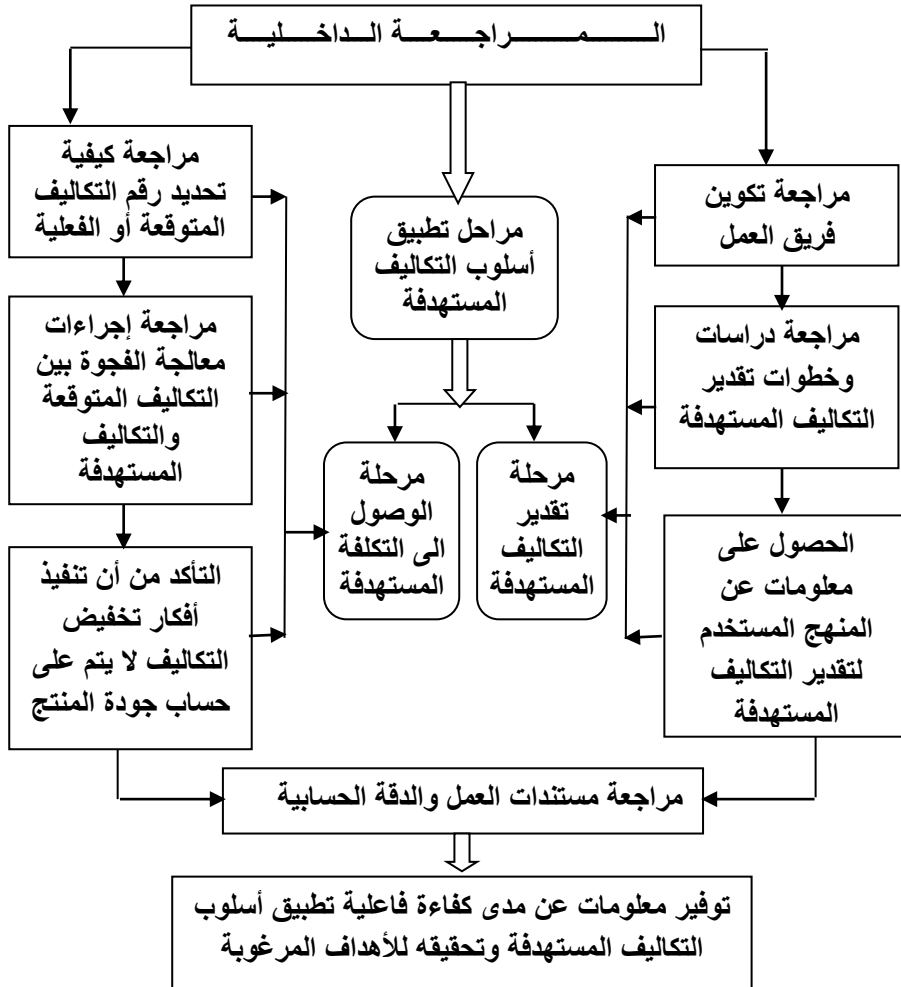 الـمـراجـعـة الـداخـلـيـة
مراجعة تكوين
فريق العمل
مراجعة دراسات
وخطوات تقدير
التكاليف المستهدفة
الحصول على
معلومات عن
المنهج المستخدم
لتقدير التكاليف
المستهدفة
مراحل تطبيق
أسلوب التكاليف
المستهدفة
مرحلة
تقدير
التكاليف
المستهدفة
مرحلة
الوصول
الى التكلفة
المستهدفة
مراجعة كيفية
تحديد رقم التكاليف
المتوقعة أو الفعلية
مراجعة إجراءات
معالجة الفجوة بين
التكاليف المتوقعة
والتكاليف
المستهدفة
التأكد من أن تنفيذ
أفكار تخفيض
التكاليف لا يتم على
حساب جودة المنتج
مراجعة مستندات العمل والدقة الحسابية
توفير معلومات عن مدى كفاءة فاعلية تطبيق أسلوب
التكاليف المستهدفة وتحقيقه للأهداف المرغوبة